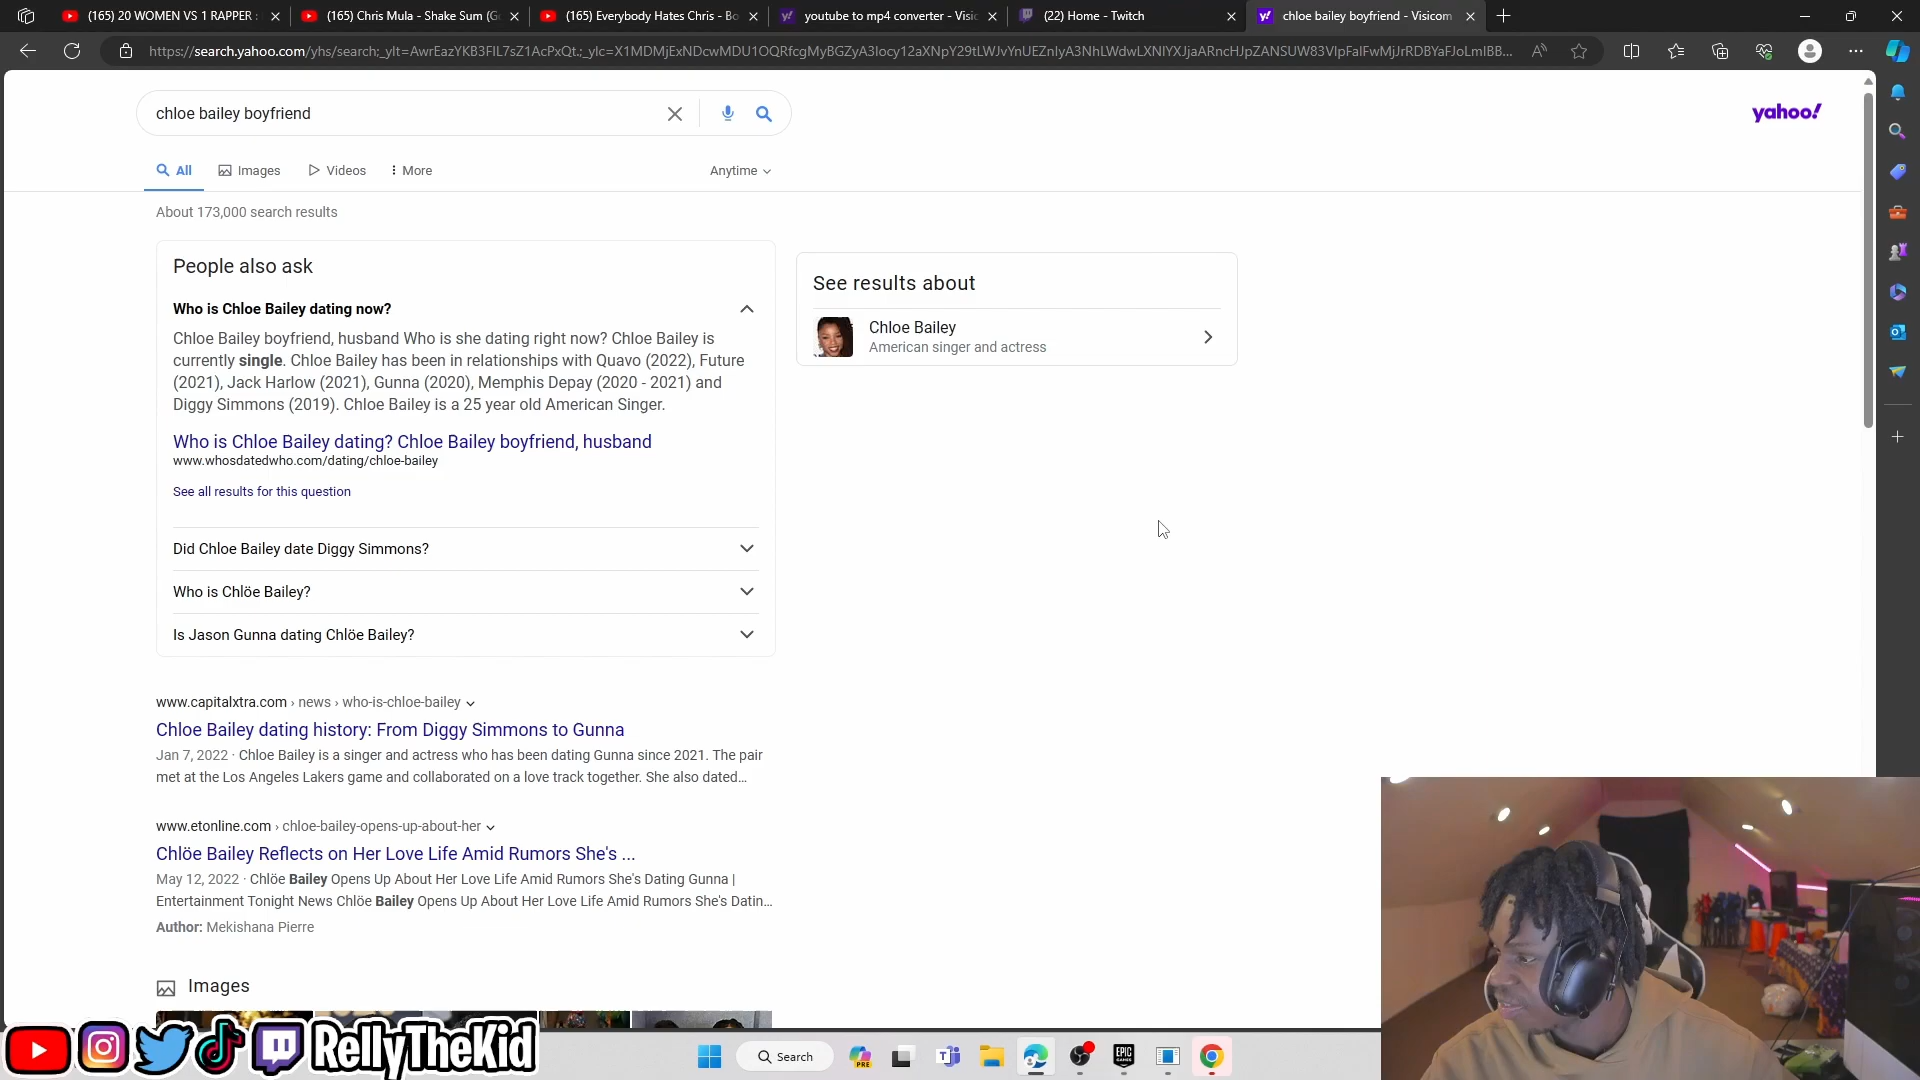 (165) 20 WOMEN VS 1 RAPPER :
(165) Chris Mula - Shake Sum (G
(165) Everybody Hates Chris - Bo
youtube to mp4 converter - Visic
(22) Home - Twitch
chloe bailey boyfriend - Visicom
chloe bailey boyfriend
yahoo!
All
Images
Videos
More
Anytime
About 173,000 search results
People also ask
Who is Chloe Bailey dating now?
Chloe Bailey boyfriend, husband Who is she dating right now? Chloe Bailey is
currently single. Chloe Bailey has been in relationships with Quavo (2022), Future
(2021), Jack Harlow (2021), Gunna (2020), Memphis Depay (2020 - 2021) and
Diggy Simmons (2019). Chloe Bailey is a 25 year old American Singer.
Who is Chloe Bailey dating? Chloe Bailey boyfriend, husband
www.whosdatedwho.com/dating/chloe-bailey
See all results for this question
Did Chloe Bailey date Diggy Simmons?
Who is Chlöe Bailey?
Is Jason Gunna dating Chlöe Bailey?
See results about
Chloe Bailey
American singer and actress
www.capitalxtra.com › news › who-is-chloe-bailey
Chloe Bailey dating history: From Diggy Simmons to Gunna
Jan 7, 2022 · Chloe Bailey is a singer and actress who has been dating Gunna since 2021. The pair
met at the Los Angeles Lakers game and collaborated on a love track together. She also dated...
www.etonline.com › chloe-bailey-opens-up-about-her
Chlöe Bailey Reflects on Her Love Life Amid Rumors She's ...
May 12, 2022 · Chlöe Bailey Opens Up About Her Love Life Amid Rumors She's Dating Gunna |
Entertainment Tonight News Chlöe Bailey Opens Up About Her Love Life Amid Rumors She's Datin...
Author: Mekishana Pierre
Images
RellyTheKid
Search
PRE
EPIC
GAMES